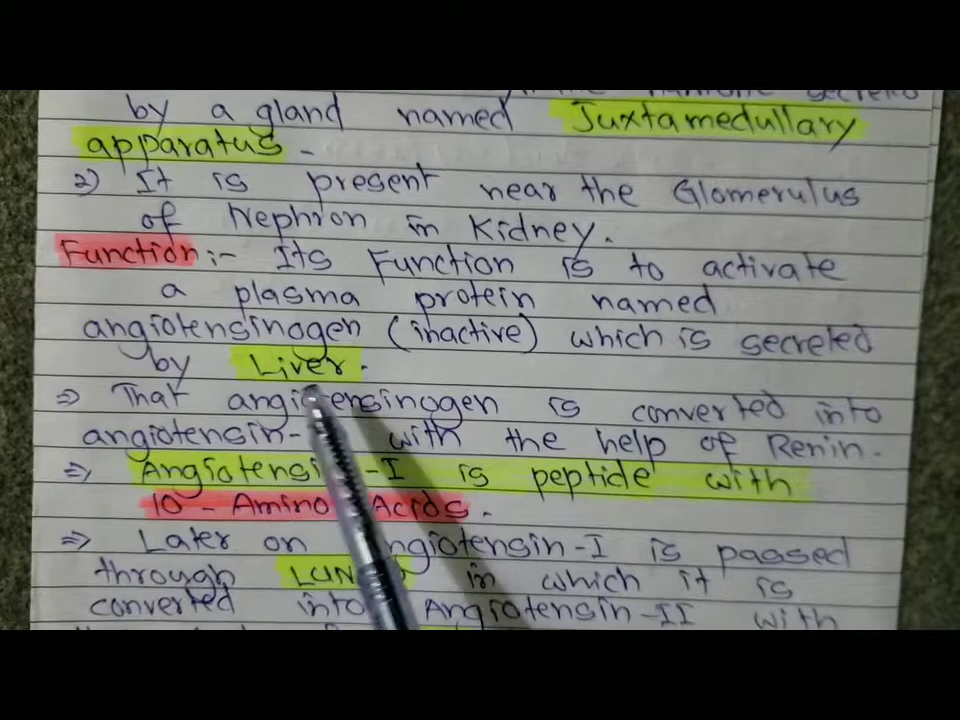 by a gland named Juxtamedullary
apparatus -
2) It is present near the Glomerulus
of Nephron in Kidney.
Function :- Its Function is to activate
a plasma protein named
angiotensinogen (inactive) which is secreted
by Liver.
⇒ That angiotensinogen is converted into
angiotensin- with the help of Renin.
⇒ Angiotensin-I is peptide with
10 - Amino Acids.
⇒ Later on Angiotensin-I is passed
through in which it is
converted into Angiotensin-II with